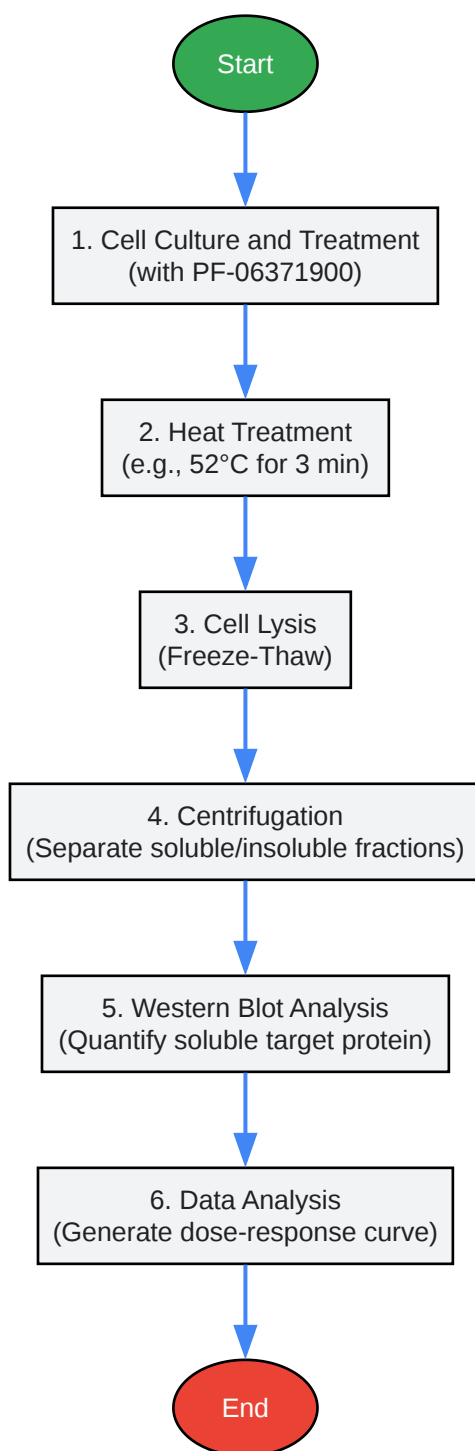 Start
1. Cell Culture and Treatment
(with PF-06371900)
2. Heat Treatment
(e.g., 52°C for 3 min)
3. Cell Lysis
(Freeze-Thaw)
4. Centrifugation
(Separate soluble/insoluble fractions)
5. Western Blot Analysis
(Quantify soluble target protein)
6. Data Analysis
(Generate dose-response curve)
End